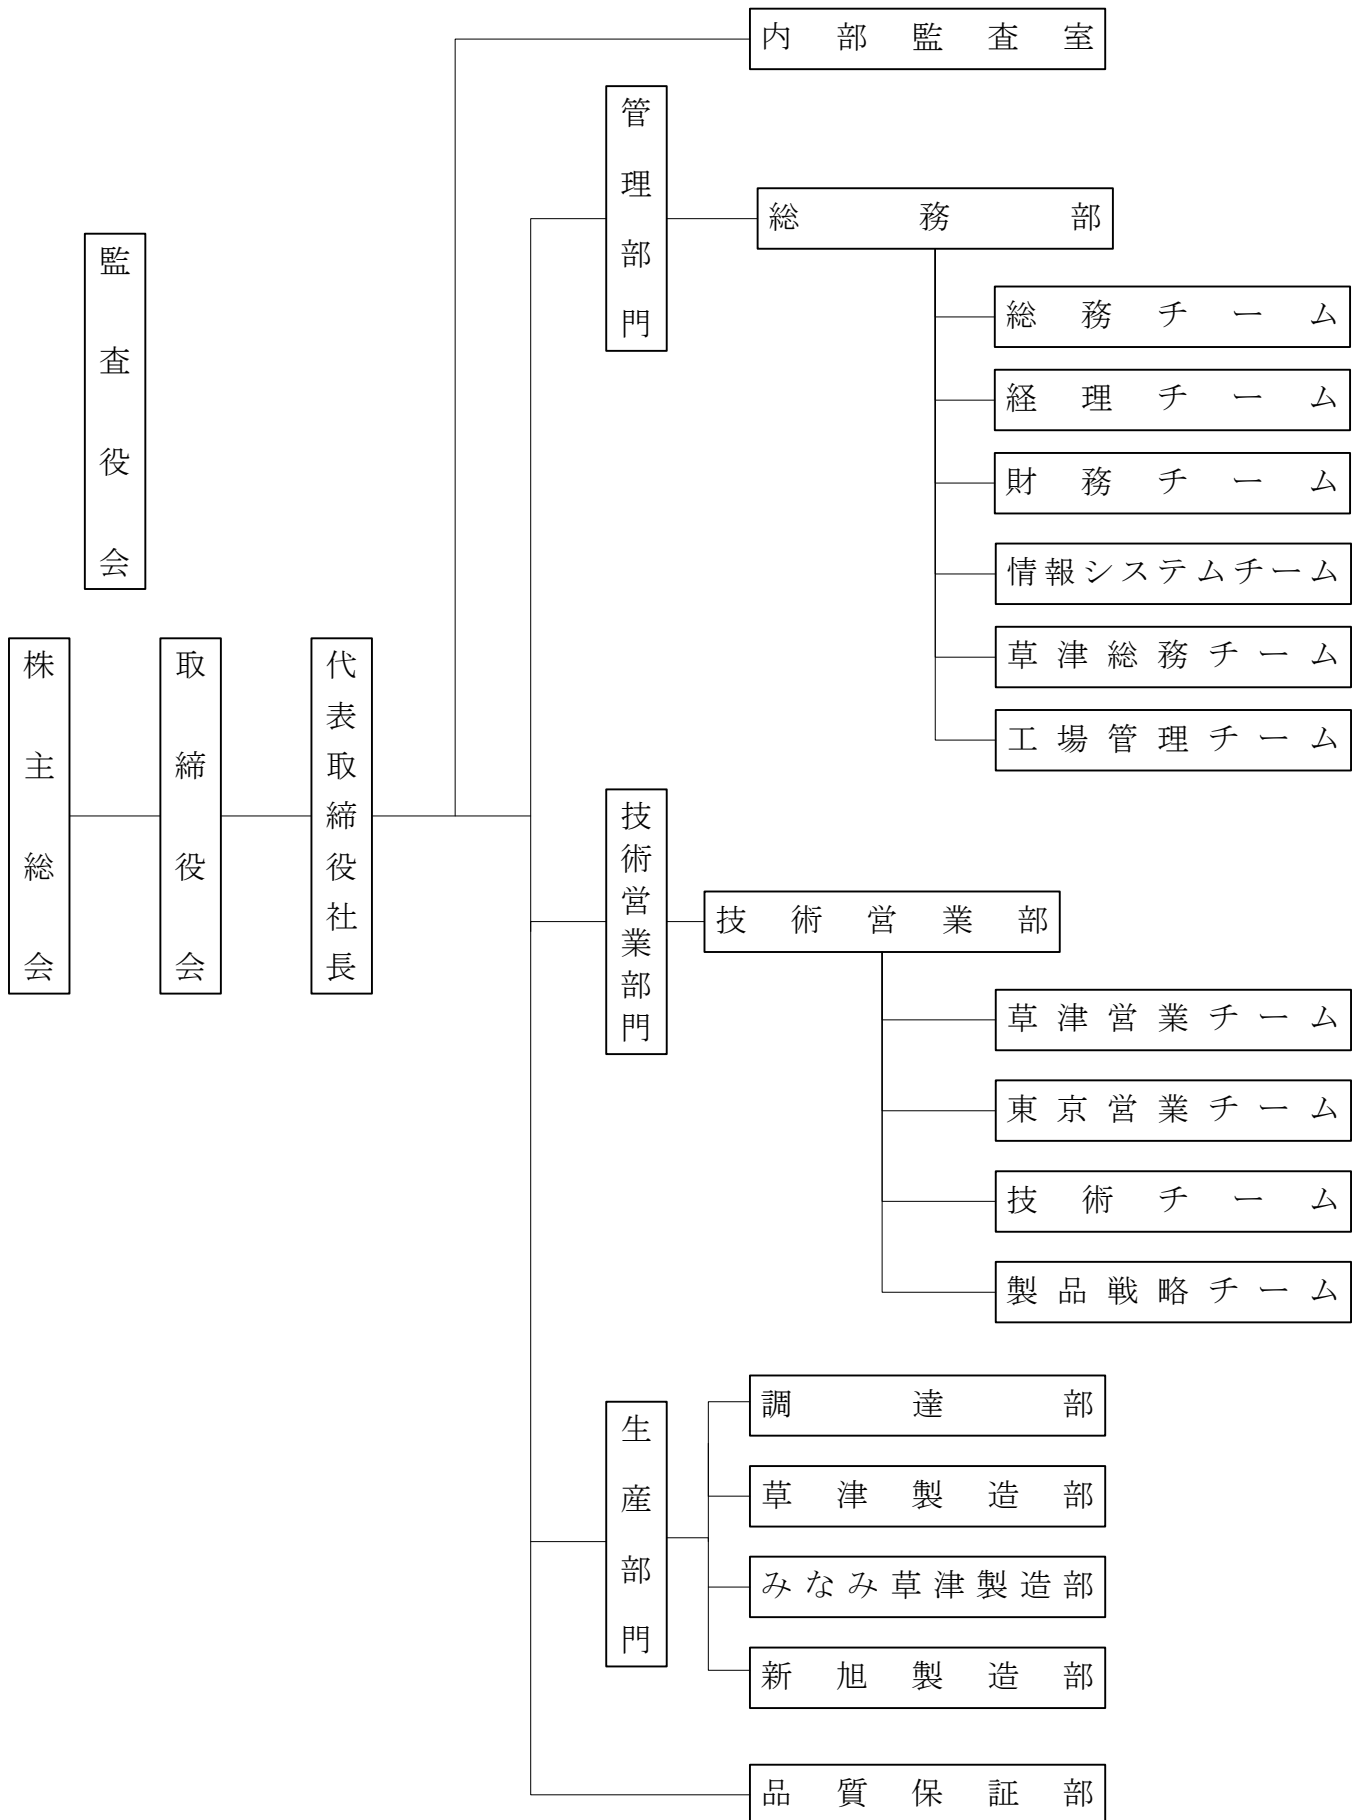 内部監査室
管理部門
総務部
総務チーム
経理チーム
財務チーム
情報システムチーム
草津総務チーム
工場管理チーム
監査役会
株主総会
取締役会
代表取締役社長
技術営業部門
技術営業部
草津営業チーム
東京営業チーム
技術チーム
製品戦略チーム
生産部門
調達部
草津製造部
みなみ草津製造部
新旭製造部
品質保証部